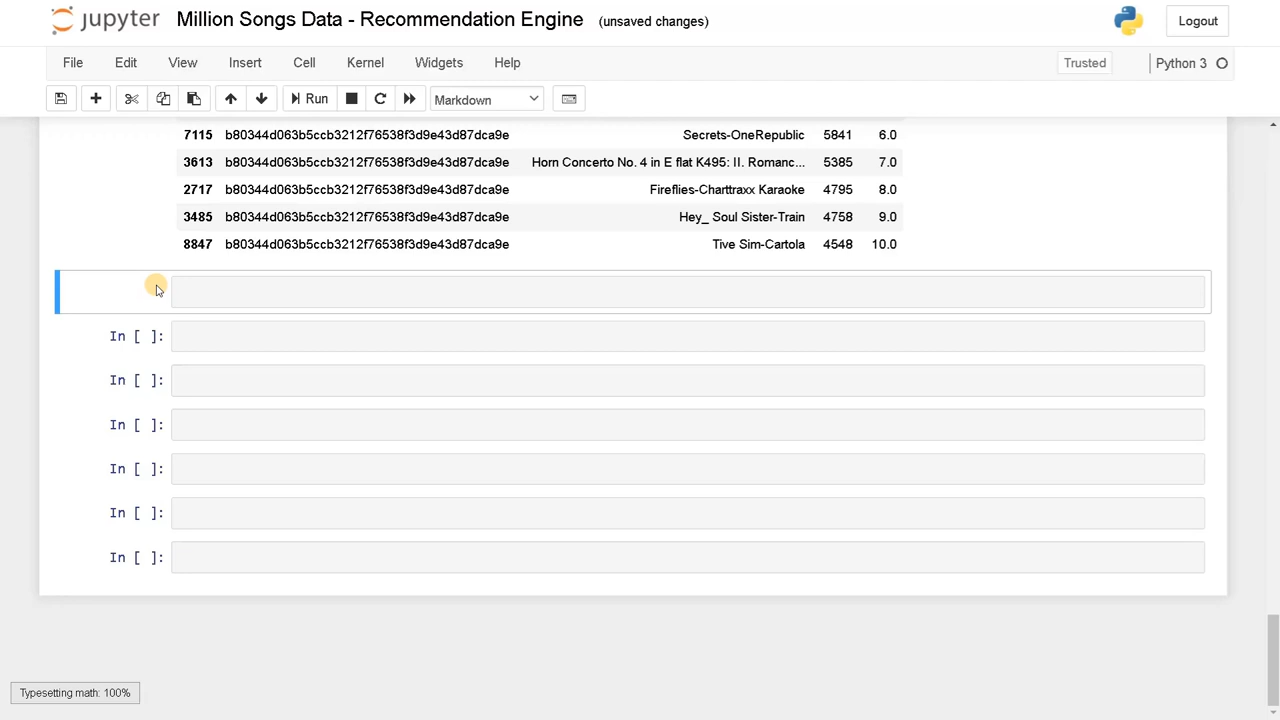 jupyter Million Songs Data - Recommendation Engine (unsaved changes) Logout
File Edit View Insert Cell Kernel Widgets Help Trusted Python 3
Run Markdown
7115 b80344d063b5ccb3212f76538f3d9e43d87dca9e Secrets-OneRepublic 5841 6.0
3613 b80344d063b5ccb3212f76538f3d9e43d87dca9e Horn Concerto No. 4 in E flat K495: II. Romanc... 5385 7.0
2717 b80344d063b5ccb3212f76538f3d9e43d87dca9e Fireflies-Charttraxx Karaoke 4795 8.0
3485 b80344d063b5ccb3212f76538f3d9e43d87dca9e Hey_ Soul Sister-Train 4758 9.0
8847 b80344d063b5ccb3212f76538f3d9e43d87dca9e Tive Sim-Cartola 4548 10.0
In [ ]:
In [ ]:
In [ ]:
In [ ]:
In [ ]:
In [ ]:
Typesetting math: 100%